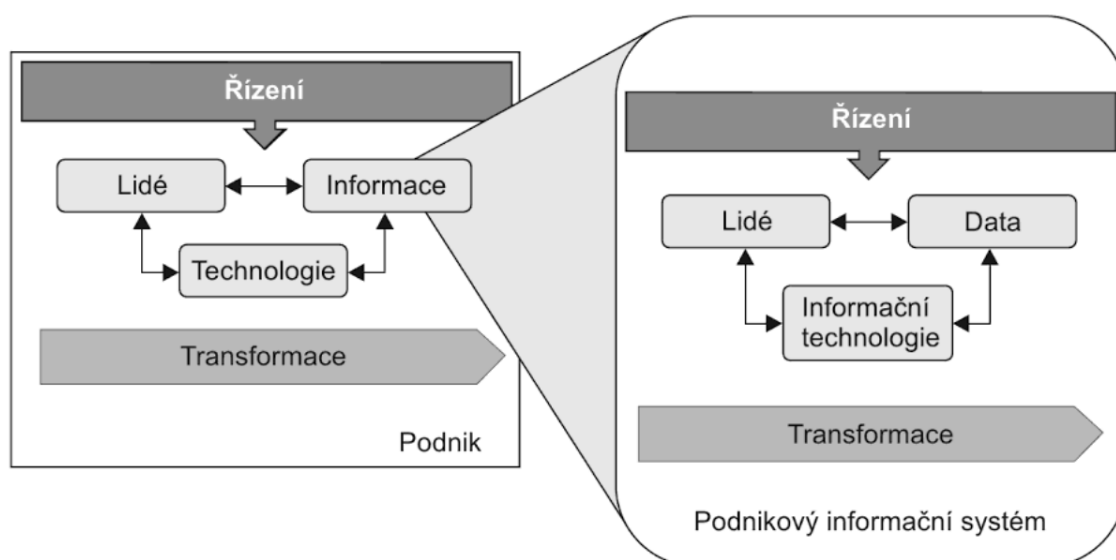 Řízení
Lidé
Informace
Technologie
Transformace
Podnik
Řízení
Lidé
Data
Informační
technologie
Transformace
Podnikový informační systém